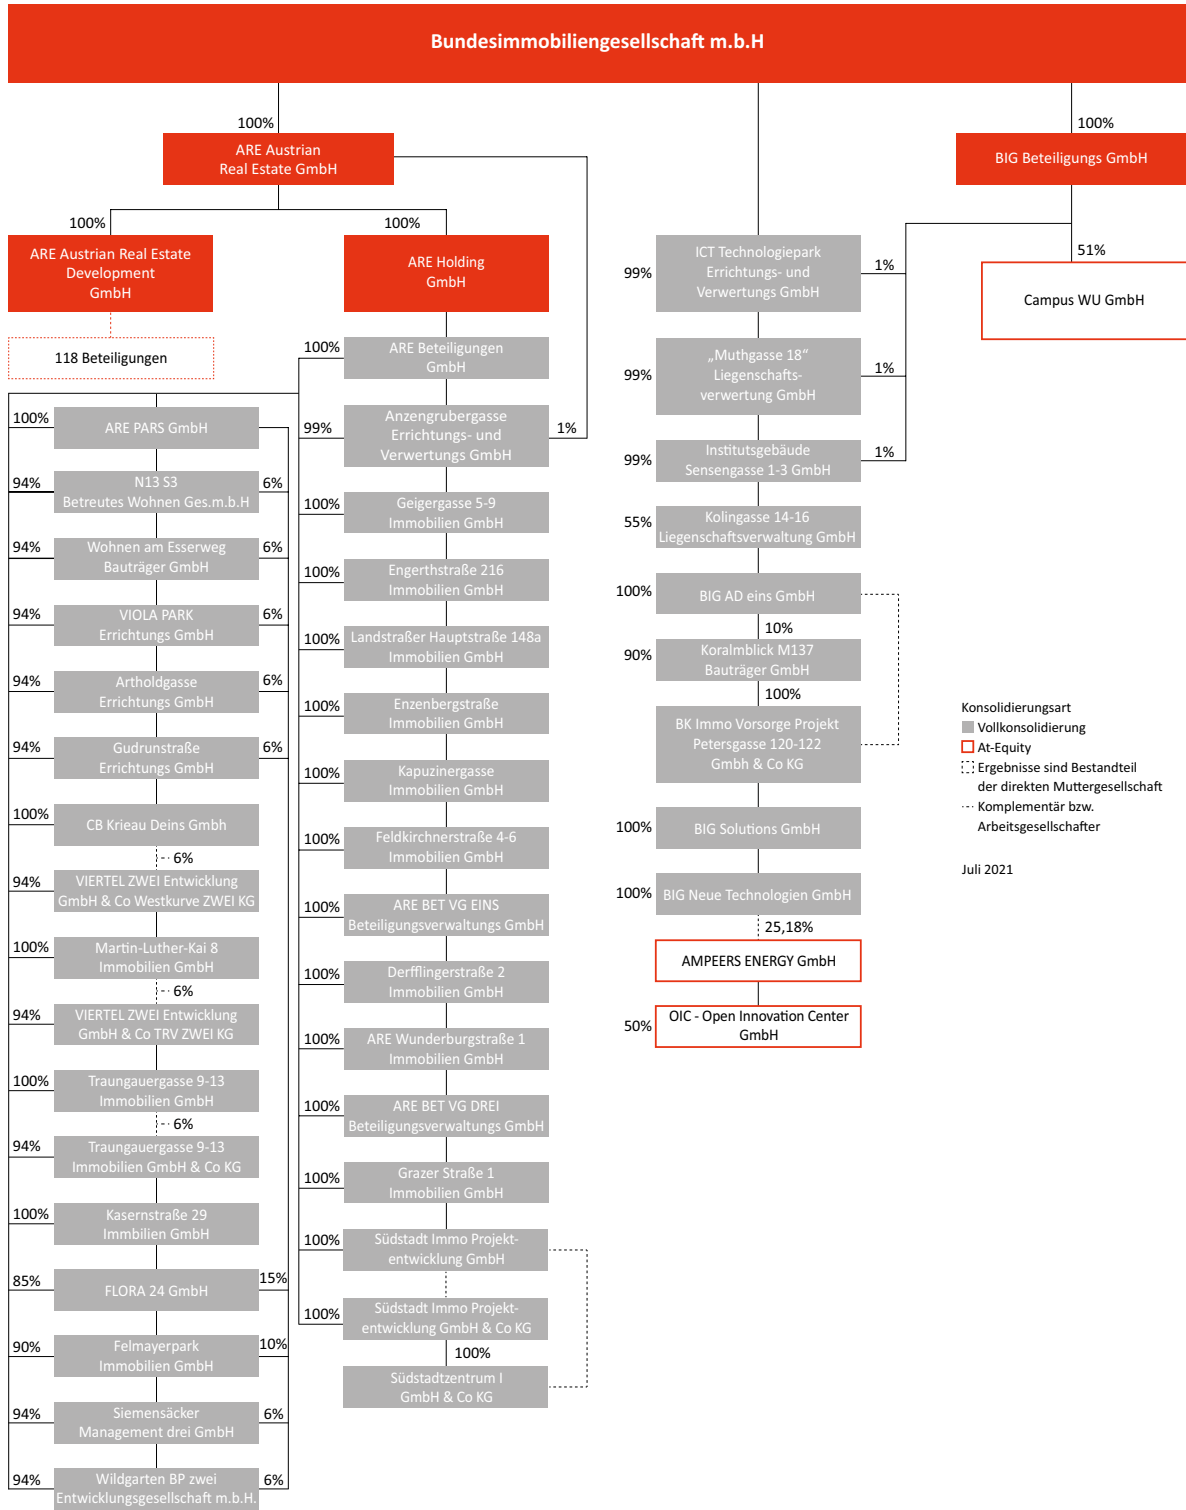 Bundesimmobiliengesellschaft m.b.H
100%
ARE Austrian
Real Estate GmbH
100%
BIG Beteiligungs GmbH
100%
ARE Austrian Real Estate
Development
GmbH
118 Beteiligungen
100%
ARE Holding
GmbH
100%
ARE PARS GmbH
94%
N13 S3
Betreutes Wohnen Ges.m.b.H
6%
94%
Wohnen am Esserweg
Bauträger GmbH
6%
94%
VIOLA PARK
Errichtungs GmbH
6%
94%
Artholdgasse
Errichtungs GmbH
6%
94%
Gudrunstraße
Errichtungs GmbH
6%
100%
CB Krieau Deins Gmbh
6%
94%
VIERTEL ZWEI Entwicklung
GmbH & Co Westkurve ZWEI KG
100%
Martin-Luther-Kai 8
Immobilien GmbH
6%
94%
VIERTEL ZWEI Entwicklung
GmbH & Co TRV ZWEI KG
100%
Traungauergasse 9-13
Immobilien GmbH
6%
94%
Traungauergasse 9-13
Immobilien GmbH & Co KG
100%
Kasernstraße 29
Immbilien GmbH
85%
FLORA 24 GmbH
15%
90%
Felmayerpark
Immobilien GmbH
10%
94%
Siemensäcker
Management drei GmbH
6%
94%
Wildgarten BP zwei
Entwicklungsgesellschaft m.b.H.
6%
100%
ARE Beteiligungen
GmbH
99%
Anzengrubergasse
Errichtungs- und
Verwertungs GmbH
1%
100%
Geigergasse 5-9
Immobilien GmbH
100%
Engerthstraße 216
Immobilien GmbH
100%
Landstraßer Hauptstraße 148a
Immobilien GmbH
100%
Enzenbergstraße
Immobilien GmbH
100%
Kapuzinergasse
Immobilien GmbH
100%
Feldkirchnerstraße 4-6
Immobilien GmbH
100%
ARE BET VG EINS
Beteiligungsverwaltungs GmbH
100%
Derfflingerstraße 2
Immobilien GmbH
100%
ARE Wunderburgstraße 1
Immobilien GmbH
100%
ARE BET VG DREI
Beteiligungsverwaltungs GmbH
100%
Grazer Straße 1
Immobilien GmbH
100%
Südstadt Immo Projekt-
entwicklung GmbH
100%
Südstadt Immo Projekt-
entwicklung GmbH & Co KG
100%
Südstadtzentrum I
GmbH & Co KG
99%
ICT Technologiepark
Errichtungs- und
Verwertungs GmbH
1%
99%
„Muthgasse 18“
Liegenschafts-
verwertung GmbH
1%
99%
Institutsgebäude
Sensengasse 1-3 GmbH
1%
55%
Kolingasse 14-16
Liegenschaftsverwaltung GmbH
100%
BIG AD eins GmbH
10%
90%
Koralmblick M137
Bauträger GmbH
100%
BK Immo Vorsorge Projekt
Petersgasse 120-122
Gmbh & Co KG
100%
BIG Solutions GmbH
100%
BIG Neue Technologien GmbH
25,18%
AMPEERS ENERGY GmbH
50%
OIC - Open Innovation Center
GmbH
51%
Campus WU GmbH
Konsolidierungsart
Vollkonsolidierung
At-Equity
Ergebnisse sind Bestandteil
der direkten Muttergesellschaft
Komplementär bzw.
Arbeitsgesellschafter
Juli 2021